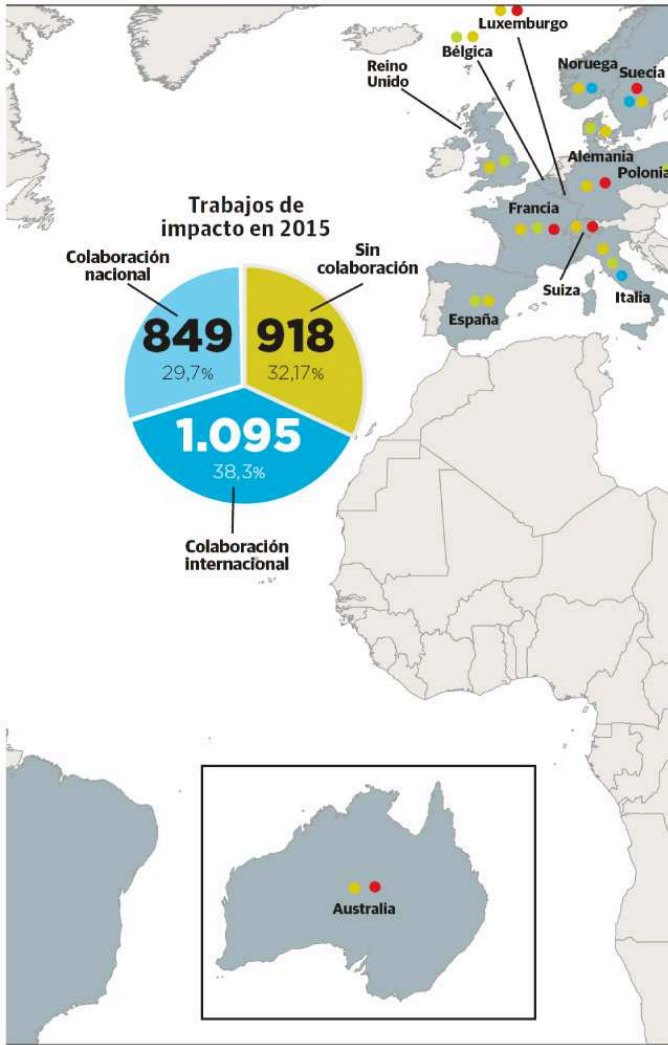 Luxemburgo
Bélgica
Reino
Unido
Noruega
Suecia
Alemania
Polonia
Francia
Suiza
Italia
España
Trabajos de
impacto en 2015
Colaboración
nacional
849
29,7%
Sin
colaboración
918
32,17%
1.095
38,3%
Colaboración
internacional
Australia